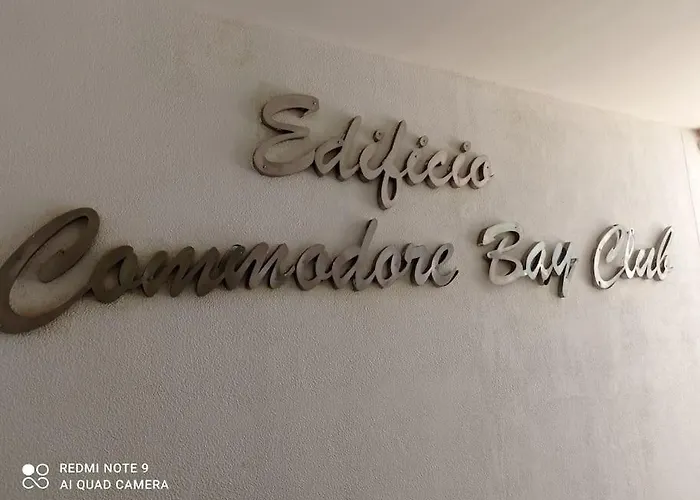 Edificio
Commodore Bay Club
REDMI NOTE 9
AI QUAD CAMERA